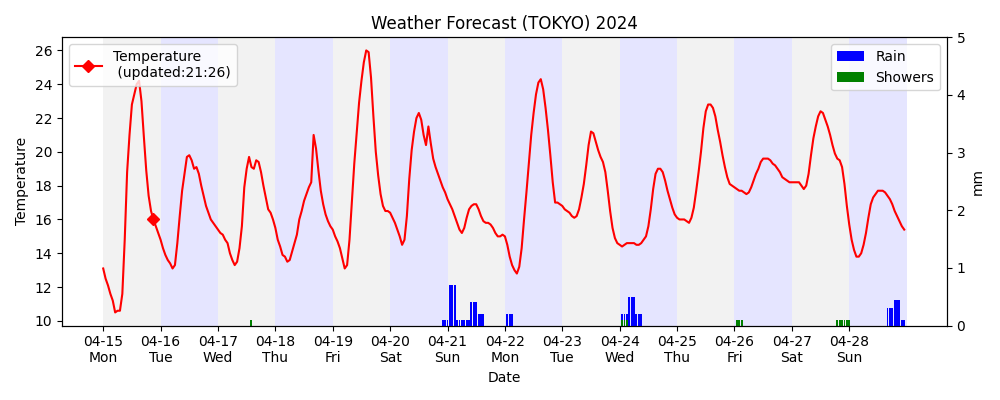 Weather Forecast (TOKYO) 2024
Temperature
(updated:21:26)
Rain
Showers
26
24
22
20
18
16
14
12
10
Temperature
5
4
3
2
1
0
mm
04-15 04-16 04-17 04-18 04-19 04-20 04-21 04-22 04-23 04-24 04-25 04-26 04-27 04-28
Mon Tue Wed Thu Fri Sat Sun Mon Tue Wed Thu Fri Sat Sun
Date